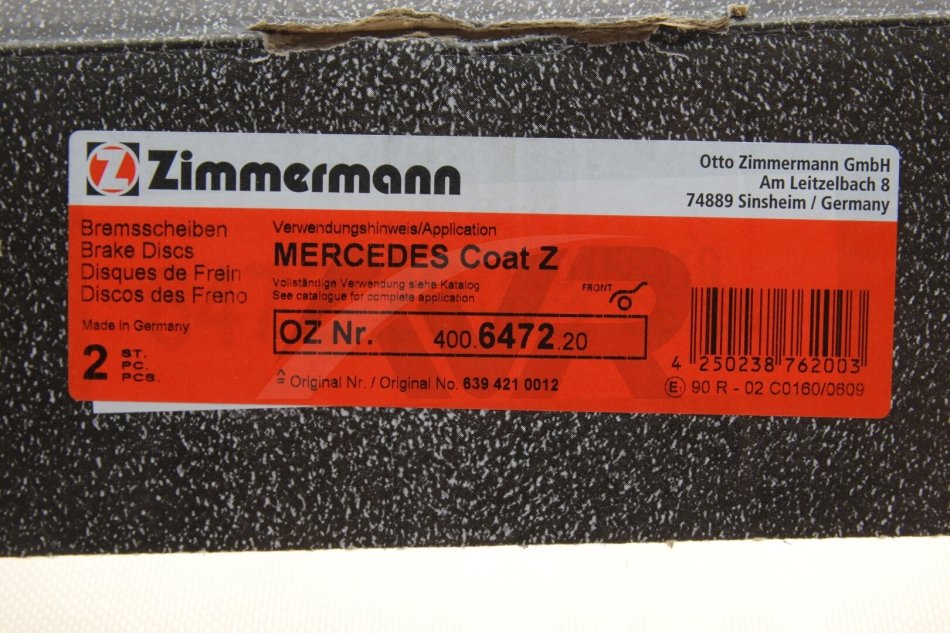 Z Zimmermann
Otto Zimmermann GmbH
Am Leitzelbach 8
74889 Sinsheim / Germany
Bremsscheiben
Brake Discs
Disques de Frein
Discos des Freno
Made in Germany
2 ST.
PC.
PCS.
Verwendungshinweis/Application
MERCEDES Coat Z
Vollständige Verwendung siehe Katalog
See catalogue for complete application
FRONT
OZ Nr. 400.6472.20
≙ Original Nr. / Original No. 639 421 0012
4 250238 762003
E1 90 R - 02 C0160/0609